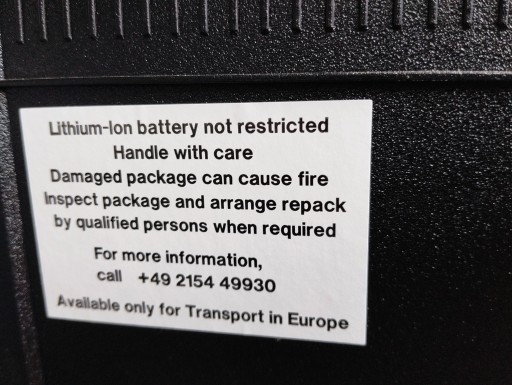 Lithium-Ion battery not restricted
Handle with care
Damaged package can cause fire
Inspect package and arrange repack
by qualified persons when required
For more information,
call +49 2154 49930
Available only for Transport in Europe